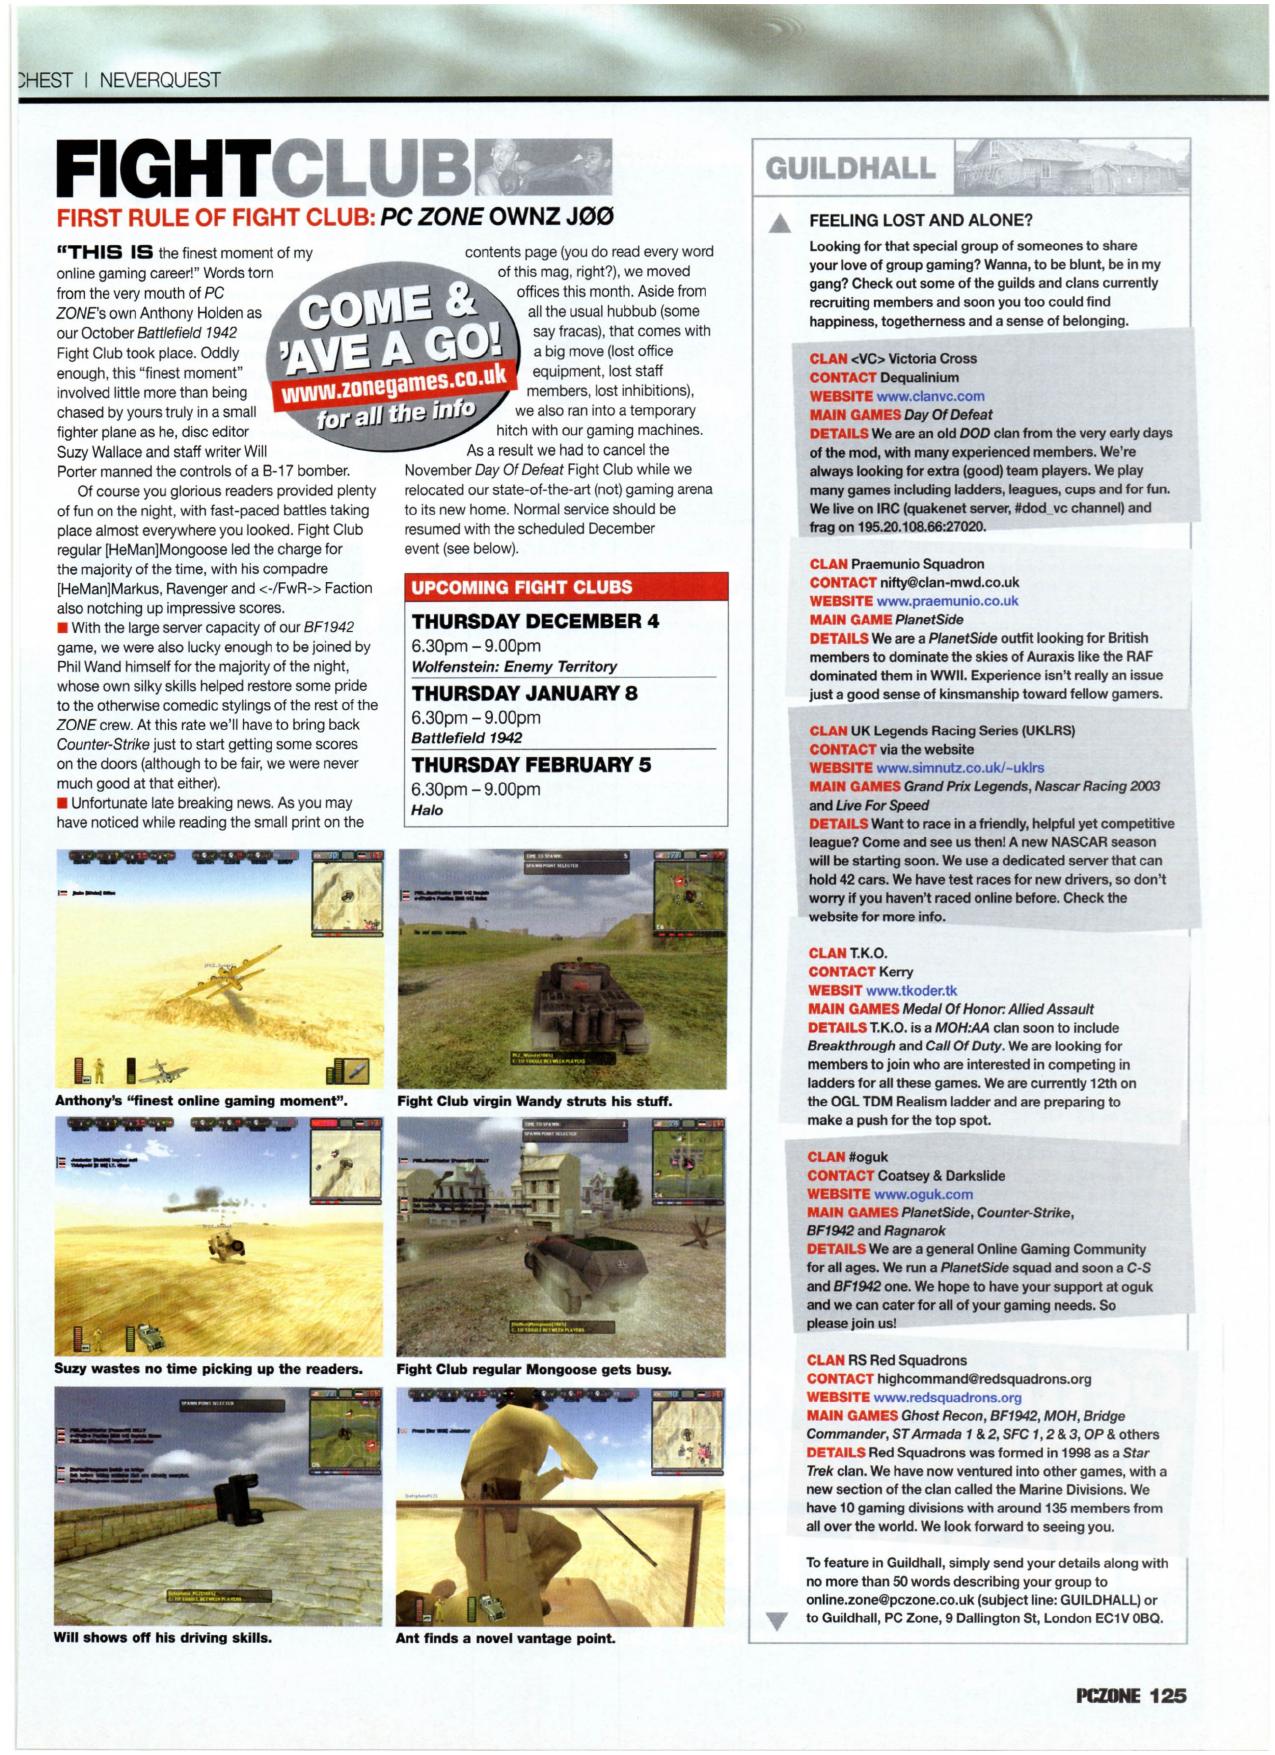 CHEST | NEVERQUEST
FIGHTCLUB
FIRST RULE OF FIGHT CLUB: PC ZONE OWNZ JØØ
"THIS IS the finest moment of my
online gaming career!" Words torn
from the very mouth of PC
ZONE's own Anthony Holden as
our October Battlefield 1942
Fight Club took place. Oddly
enough, this "finest moment"
involved little more than being
chased by yours truly in a small
fighter plane as he, disc editor
Suzy Wallace and staff writer Will
Porter manned the controls of a B-17 bomber.
Of course you glorious readers provided plenty
of fun on the night, with fast-paced battles taking
place almost everywhere you looked. Fight Club
regular [HeMan]Mongoose led the charge for
the majority of the time, with his compadre
[HeMan]Markus, Ravenger and <-/FwR-> Faction
also notching up impressive scores.
■ With the large server capacity of our BF1942
game, we were also lucky enough to be joined by
Phil Wand himself for the majority of the night,
whose own silky skills helped restore some pride
to the otherwise comedic stylings of the rest of the
ZONE crew. At this rate we'll have to bring back
Counter-Strike just to start getting some scores
on the doors (although to be fair, we were never
much good at that either).
■ Unfortunate late breaking news. As you may
have noticed while reading the small print on the
COME &
'AVE A GO!
www.zonegames.co.uk
for all the info
contents page (you do read every word
of this mag, right?), we moved
offices this month. Aside from
all the usual hubbub (some
say fracas), that comes with
a big move (lost office
equipment, lost staff
members, lost inhibitions),
we also ran into a temporary
hitch with our gaming machines.
As a result we had to cancel the
November Day Of Defeat Fight Club while we
relocated our state-of-the-art (not) gaming arena
to its new home. Normal service should be
resumed with the scheduled December
event (see below).
UPCOMING FIGHT CLUBS
THURSDAY DECEMBER 4
6.30pm – 9.00pm
Wolfenstein: Enemy Territory
THURSDAY JANUARY 8
6.30pm – 9.00pm
Battlefield 1942
THURSDAY FEBRUARY 5
6.30pm – 9.00pm
Halo
TIME TO SPAWN: 5
SPAWN POINT SELECTED
Anthony's "finest online gaming moment".
Fight Club virgin Wandy struts his stuff.
TIME TO SPAWN: 2
SPAWN POINT SELECTED
Suzy wastes no time picking up the readers.
Fight Club regular Mongoose gets busy.
SPAWN POINT SELECTED
Will shows off his driving skills.
Ant finds a novel vantage point.
GUILDHALL
FEELING LOST AND ALONE?
Looking for that special group of someones to share
your love of group gaming? Wanna, to be blunt, be in my
gang? Check out some of the guilds and clans currently
recruiting members and soon you too could find
happiness, togetherness and a sense of belonging.
CLAN <VC> Victoria Cross
CONTACT Dequalinium
WEBSITE www.clanvc.com
MAIN GAMES Day Of Defeat
DETAILS We are an old DOD clan from the very early days
of the mod, with many experienced members. We're
always looking for extra (good) team players. We play
many games including ladders, leagues, cups and for fun.
We live on IRC (quakenet server, #dod_vc channel) and
frag on 195.20.108.66:27020.
CLAN Praemunio Squadron
CONTACT nifty@clan-mwd.co.uk
WEBSITE www.praemunio.co.uk
MAIN GAME PlanetSide
DETAILS We are a PlanetSide outfit looking for British
members to dominate the skies of Auraxis like the RAF
dominated them in WWII. Experience isn't really an issue
just a good sense of kinsmanship toward fellow gamers.
CLAN UK Legends Racing Series (UKLRS)
CONTACT via the website
WEBSITE www.simnutz.co.uk/~uklrs
MAIN GAMES Grand Prix Legends, Nascar Racing 2003
and Live For Speed
DETAILS Want to race in a friendly, helpful yet competitive
league? Come and see us then! A new NASCAR season
will be starting soon. We use a dedicated server that can
hold 42 cars. We have test races for new drivers, so don't
worry if you haven't raced online before. Check the
website for more info.
CLAN T.K.O.
CONTACT Kerry
WEBSIT www.tkoder.tk
MAIN GAMES Medal Of Honor: Allied Assault
DETAILS T.K.O. is a MOH:AA clan soon to include
Breakthrough and Call Of Duty. We are looking for
members to join who are interested in competing in
ladders for all these games. We are currently 12th on
the OGL TDM Realism ladder and are preparing to
make a push for the top spot.
CLAN #oguk
CONTACT Coatsey & Darkslide
WEBSITE www.oguk.com
MAIN GAMES PlanetSide, Counter-Strike,
BF1942 and Ragnarok
DETAILS We are a general Online Gaming Community
for all ages. We run a PlanetSide squad and soon a C-S
and BF1942 one. We hope to have your support at oguk
and we can cater for all of your gaming needs. So
please join us!
CLAN RS Red Squadrons
CONTACT highcommand@redsquadrons.org
WEBSITE www.redsquadrons.org
MAIN GAMES Ghost Recon, BF1942, MOH, Bridge
Commander, ST Armada 1 & 2, SFC 1, 2 & 3, OP & others
DETAILS Red Squadrons was formed in 1998 as a Star
Trek clan. We have now ventured into other games, with a
new section of the clan called the Marine Divisions. We
have 10 gaming divisions with around 135 members from
all over the world. We look forward to seeing you.
To feature in Guildhall, simply send your details along with
no more than 50 words describing your group to
online.zone@pczone.co.uk (subject line: GUILDHALL) or
to Guildhall, PC Zone, 9 Dallington St, London EC1V 0BQ.
PCZONE 125